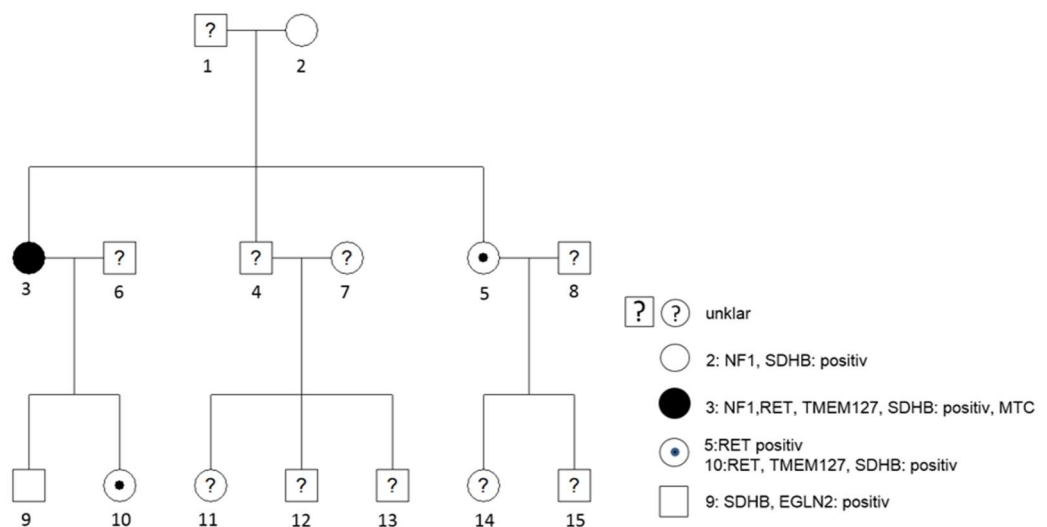 ?
1 2
? ? ?
3 6 4 7 5 8
? ? unklar
2: NF1, SDHB: positiv
3: NF1,RET, TMEM127, SDHB: positiv, MTC
5:RET positiv
10:RET, TMEM127, SDHB: positiv
9: SDHB, EGLN2: positiv
? ? ? ? ?
9 10 11 12 13 14 15